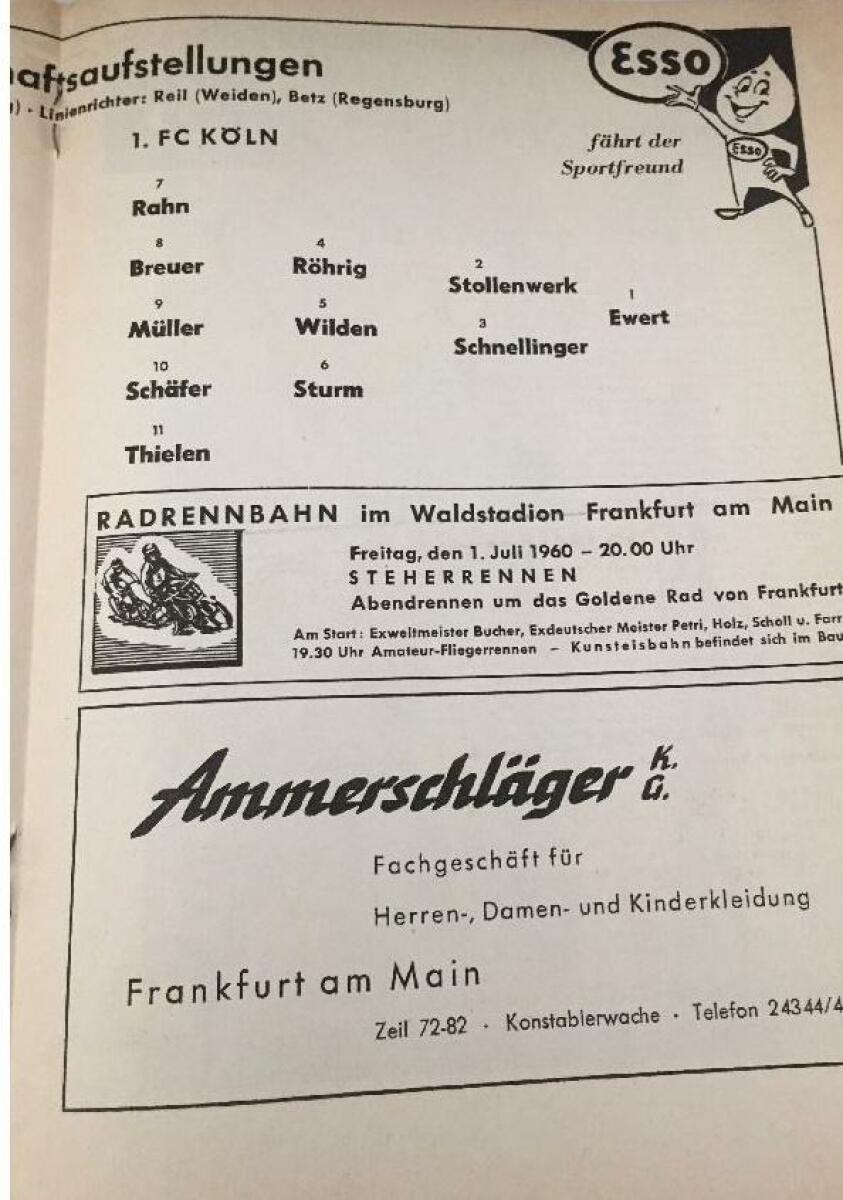 aftsaufstellungen
) · Linienrichter: Reil (Weiden), Betz (Regensburg)
1. FC KÖLN
Esso
fährt der
Sportfreund
Esso
7
Rahn
8
Breuer
4
Röhrig
2
Stollenwerk
1
Ewert
9
Müller
5
Wilden
3
Schnellinger
10
Schäfer
6
Sturm
11
Thielen
RADRENNBAHN im Waldstadion Frankfurt am Main
Freitag, den 1. Juli 1960 – 20.00 Uhr
STEHERRENNEN
Abendrennen um das Goldene Rad von Frankfurt
Am Start: Exweltmeister Bucher, Exdeutscher Meister Petri, Holz, Scholl u. Farr
19.30 Uhr Amateur-Fliegerrennen – Kunsteisbahn befindet sich im Bau
Ammerschläger K.
G.
Fachgeschäft für
Herren-, Damen- und Kinderkleidung
Frankfurt am Main
Zeil 72-82 · Konstablerwache · Telefon 24344/4